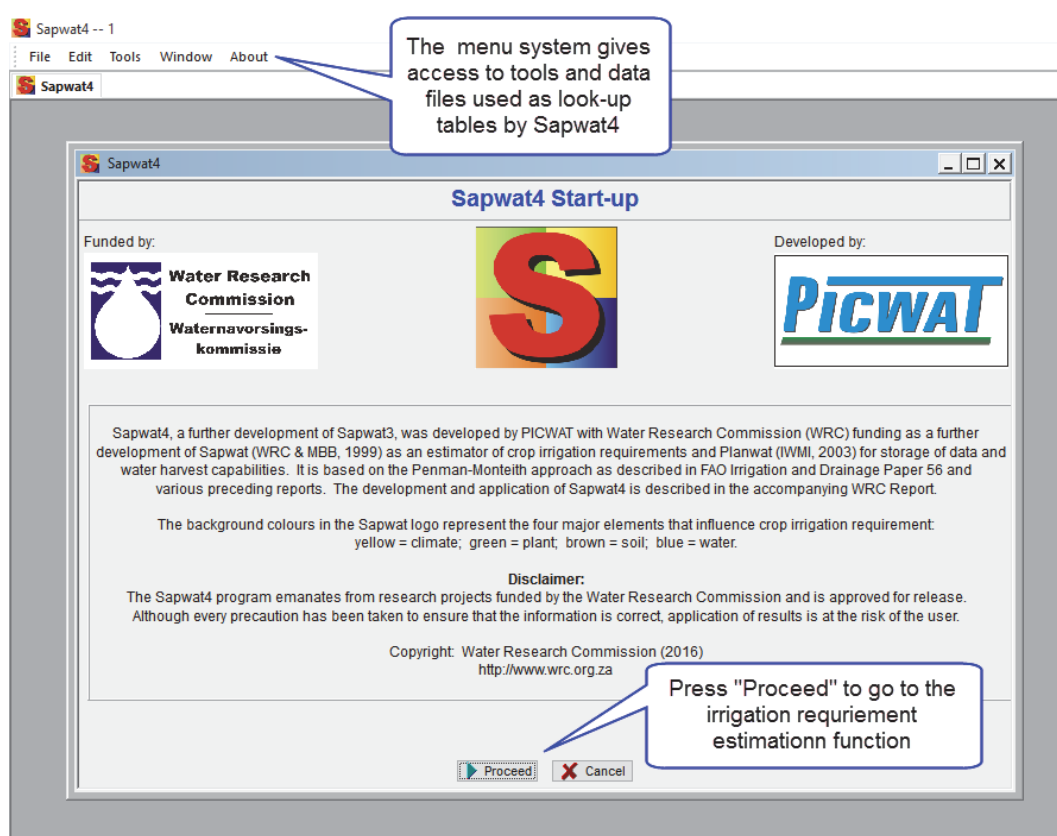 Sapwat4 -- 1
File Edit Tools Window About
The menu system gives
access to tools and data
files used as look-up
tables by Sapwat4
Sapwat4
Sapwat4
Sapwat4 Start-up
Funded by:
Water Research
Commission
Waternavorsings-
kommissie
S
Developed by:
PICWAT
Sapwat4, a further development of Sapwat3, was developed by PICWAT with Water Research Commission (WRC) funding as a further
development of Sapwat (WRC & MBB, 1999) as an estimator of crop irrigation requirements and Planwat (IWMI, 2003) for storage of data and
water harvest capabilities. It is based on the Penman-Monteith approach as described in FAO Irrigation and Drainage Paper 56 and
various preceding reports. The development and application of Sapwat4 is described in the accompanying WRC Report.
The background colours in the Sapwat logo represent the four major elements that influence crop irrigation requirement:
yellow = climate; green = plant; brown = soil; blue = water.
Disclaimer:
The Sapwat4 program emanates from research projects funded by the Water Research Commission and is approved for release.
Although every precaution has been taken to ensure that the information is correct, application of results is at the risk of the user.
Copyright: Water Research Commission (2016)
http://www.wrc.org.za
Press "Proceed" to go to the
irrigation requriement
estimationn function
Proceed Cancel